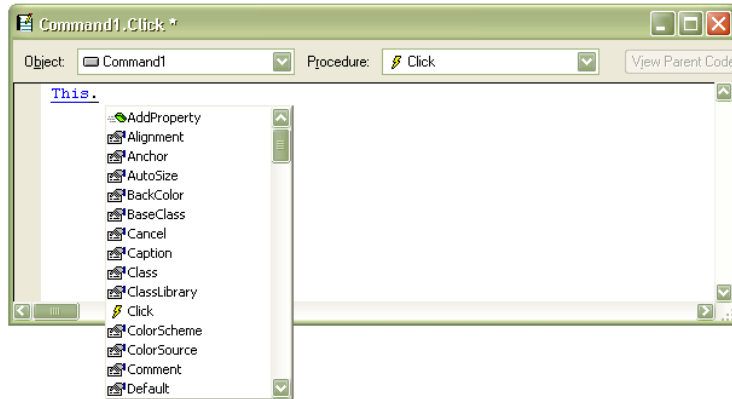 Command1.Click *
Object: Command1 Procedure: Click View Parent Code
This.
AddProperty
Alignment
Anchor
AutoSize
BackColor
BaseClass
Cancel
Caption
Class
ClassLibrary
Click
ColorScheme
ColorSource
Comment
Default